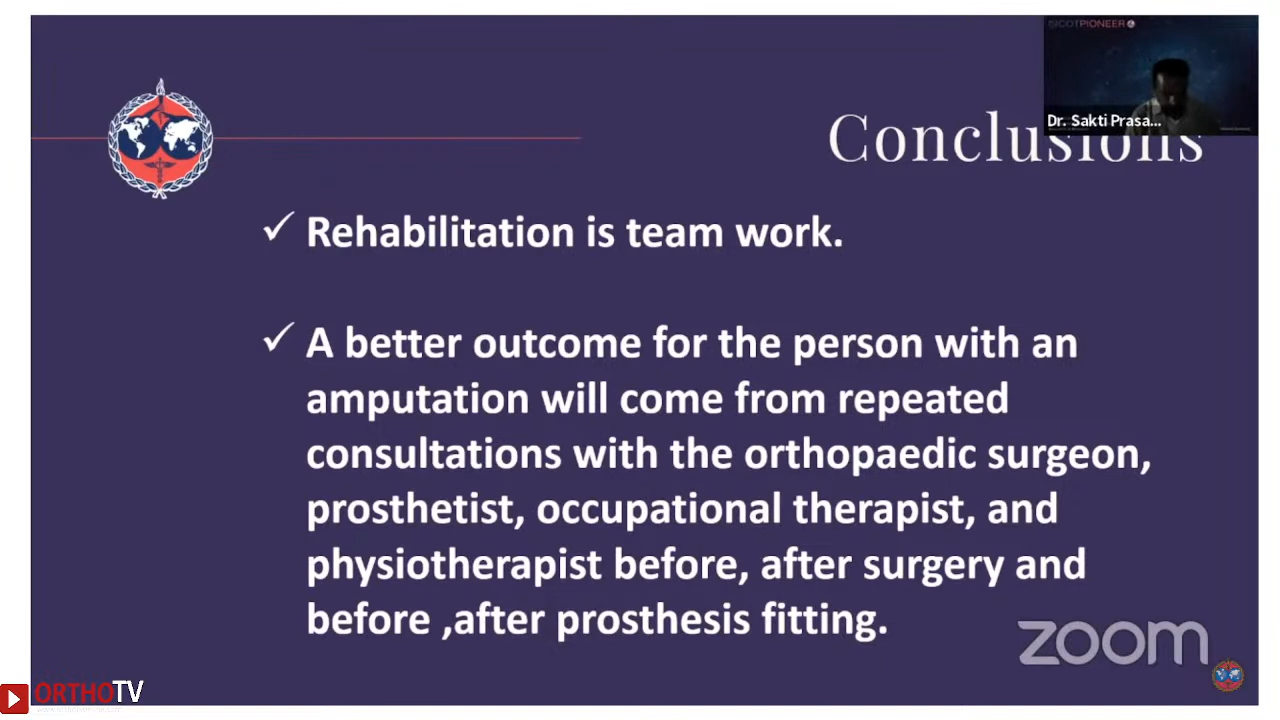 SICOTPIONEER
Dr. Sakti Prasa...
Conclusions
✓ Rehabilitation is team work.
✓ A better outcome for the person with an
amputation will come from repeated
consultations with the orthopaedic surgeon,
prosthetist, occupational therapist, and
physiotherapist before, after surgery and
before ,after prosthesis fitting.
zoom
ORTHOTV